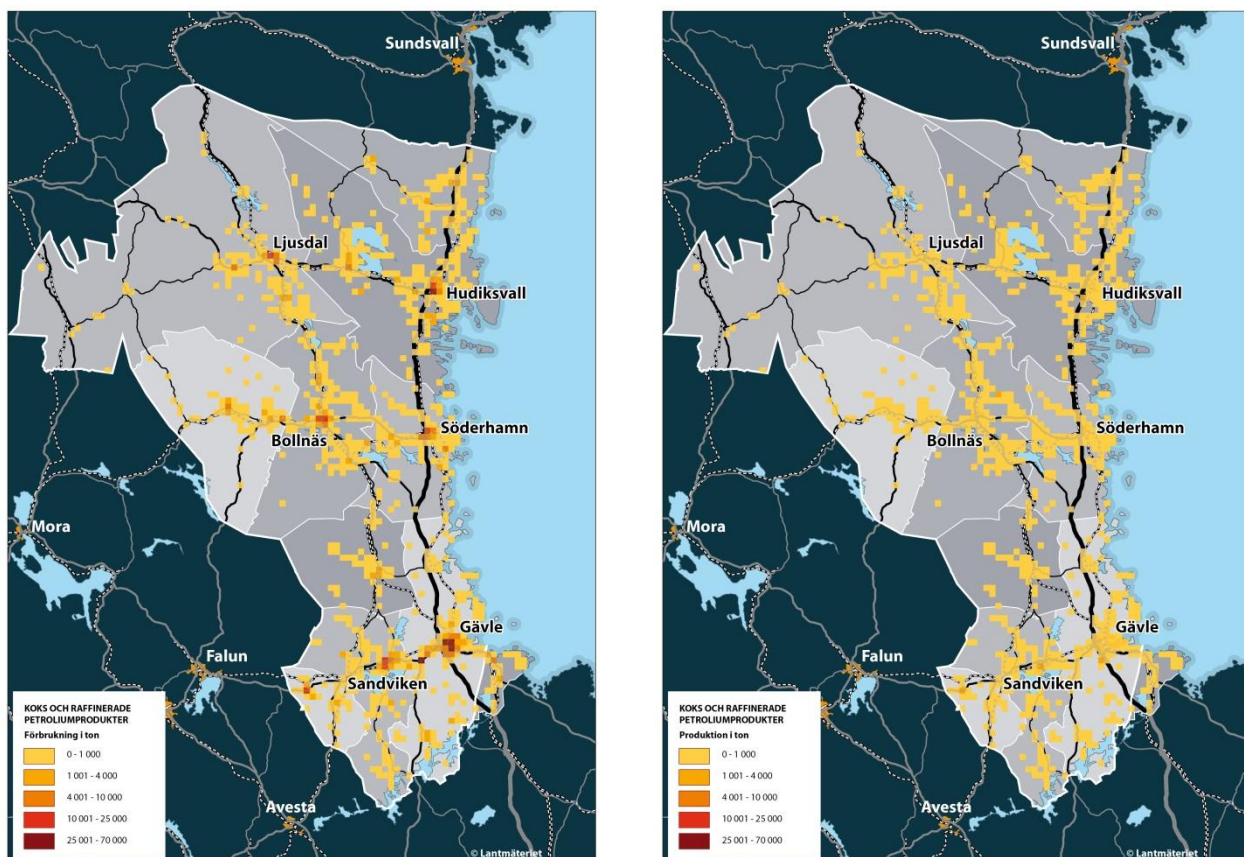 Sundsvall
Ljusdal
Hudiksvall
Söderhamn
Bollnäs
Mora
Gävle
Falun
Sandviken
KOKS OCH RAFFINERADE
PETROLIUMPRODUKTER
Förbrukning i ton
0 - 1 000
1 001 - 4 000
4 001 - 10 000
10 001 - 25 000
25 001 - 70 000
Avesta
© Lantmäteriet
Sundsvall
Ljusdal
Hudiksvall
Söderhamn
Bollnäs
Mora
Gävle
Falun
Sandviken
KOKS OCH RAFFINERADE
PETROLIUMPRODUKTER
Produktion i ton
0 - 1 000
1 001 - 4 000
4 001 - 10 000
10 001 - 25 000
25 001 - 70 000
Avesta
© Lantmäteriet